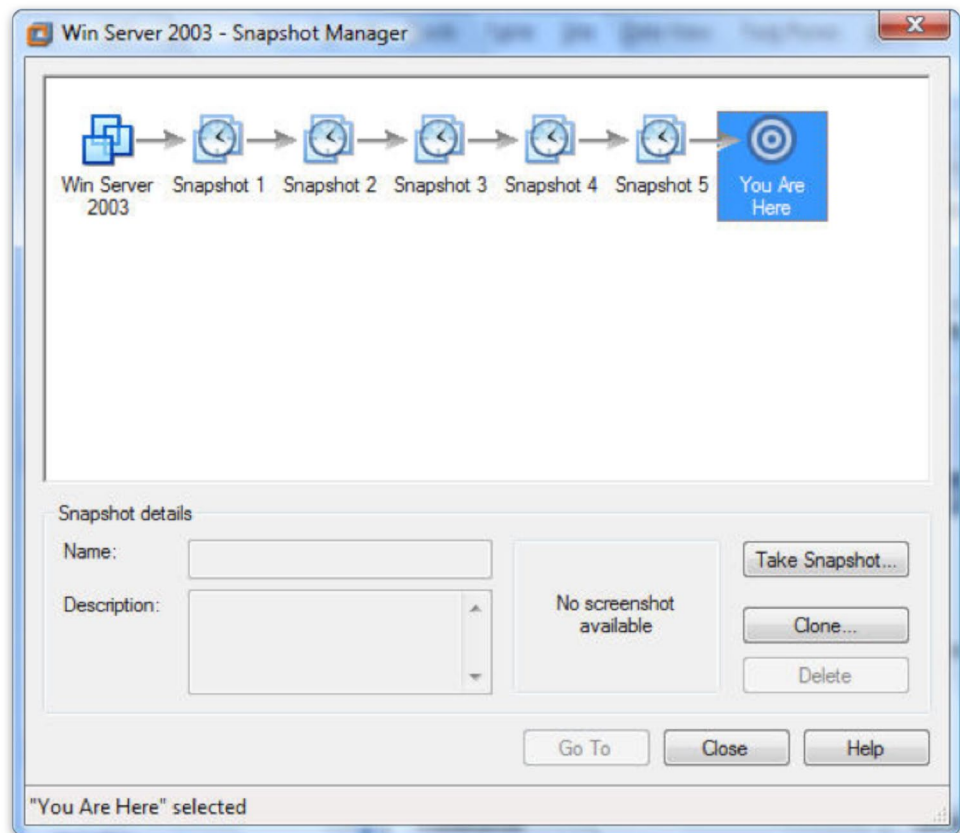 Win Server 2003 - Snapshot Manager
Win Server 2003
Snapshot 1
Snapshot 2
Snapshot 3
Snapshot 4
Snapshot 5
You Are Here
Snapshot details
Name:
Description:
No screenshot
available
Take Snapshot...
Clone...
Delete
Go To
Close
Help
"You Are Here" selected